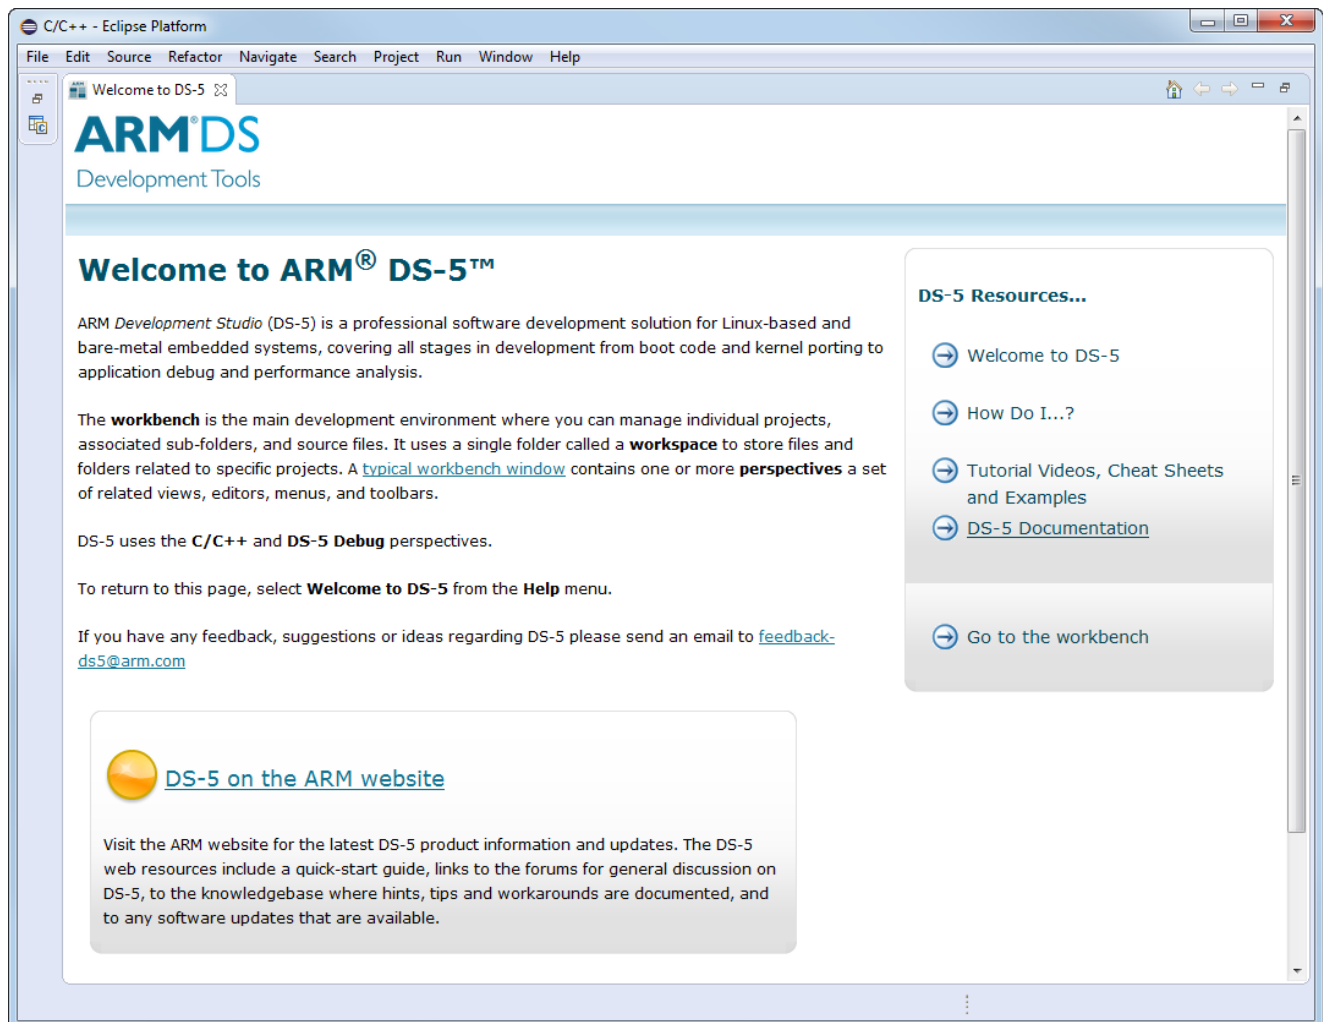 C/C++ - Eclipse Platform
File Edit Source Refactor Navigate Search Project Run Window Help
Welcome to DS-5
ARM®DS
Development Tools
Welcome to ARM® DS-5™
ARM Development Studio (DS-5) is a professional software development solution for Linux-based and
bare-metal embedded systems, covering all stages in development from boot code and kernel porting to
application debug and performance analysis.
The workbench is the main development environment where you can manage individual projects,
associated sub-folders, and source files. It uses a single folder called a workspace to store files and
folders related to specific projects. A typical workbench window contains one or more perspectives a set
of related views, editors, menus, and toolbars.
DS-5 uses the C/C++ and DS-5 Debug perspectives.
To return to this page, select Welcome to DS-5 from the Help menu.
If you have any feedback, suggestions or ideas regarding DS-5 please send an email to feedback-
ds5@arm.com
DS-5 on the ARM website
Visit the ARM website for the latest DS-5 product information and updates. The DS-5
web resources include a quick-start guide, links to the forums for general discussion on
DS-5, to the knowledgebase where hints, tips and workarounds are documented, and
to any software updates that are available.
DS-5 Resources...
Welcome to DS-5
How Do I...?
Tutorial Videos, Cheat Sheets
and Examples
DS-5 Documentation
Go to the workbench